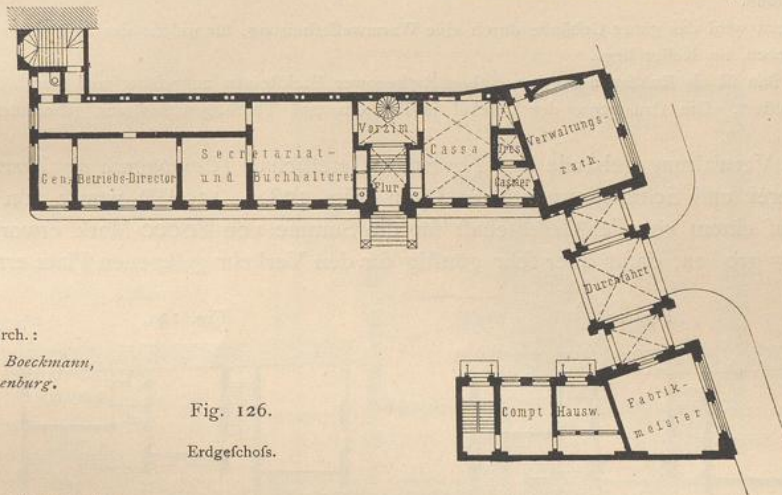 Vorzim.
Cassa
Tres.
Verwaltungs-
rath.
Gen.
Betriebs-Director
Secretariat-
und Buchhalterei
Flur
Cassier
Durchfahrt
rch.:
Boeckmann,
enburg.
Fig. 126.
Erdgeſchoſs.
Compt
Hausw.
Fabrik-
meister